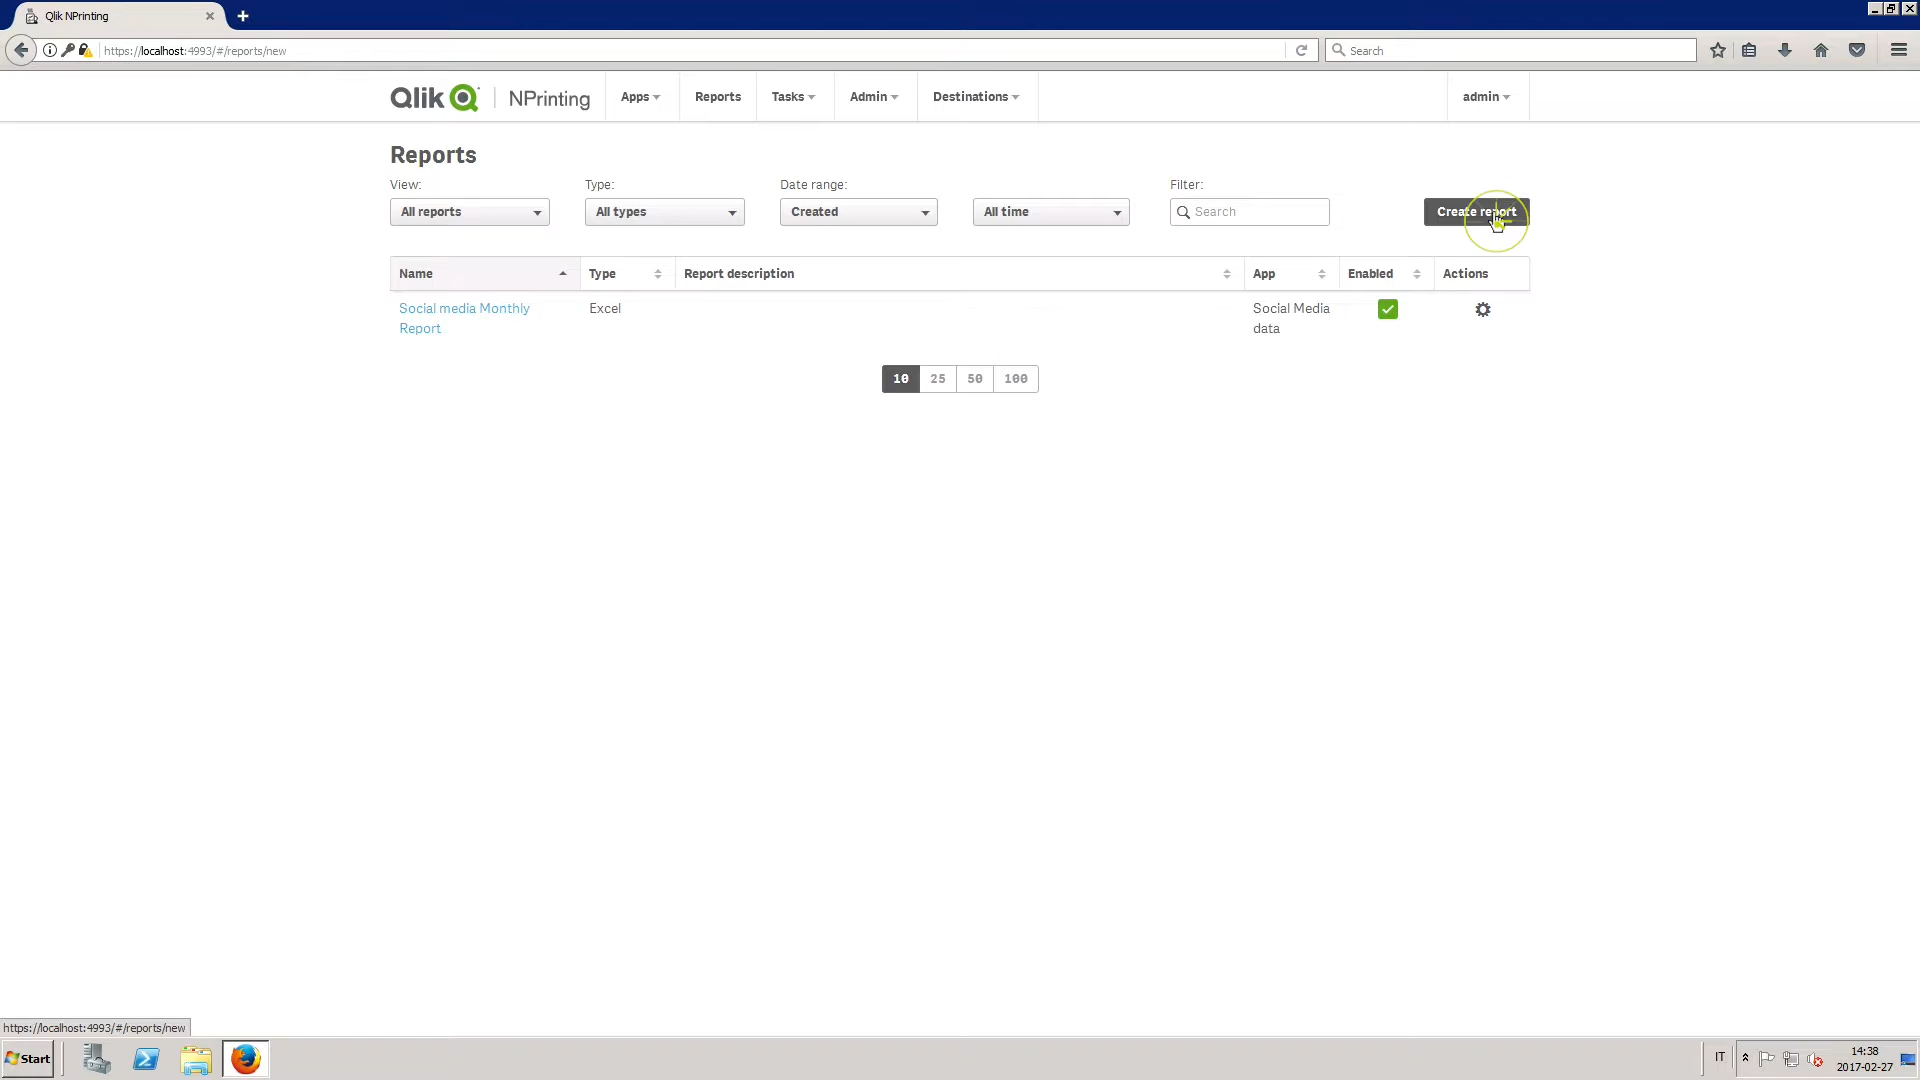 Qlik NPrinting
https://localhost:4993/#/reports/new
Search
Qlik NPrinting
Apps
Reports
Tasks
Admin
Destinations
admin
Reports
View:
Type:
Date range:
Filter:
All reports
All types
Created
All time
Search
Create report
Name
Type
Report description
App
Enabled
Actions
Social media Monthly
Report
Excel
Social Media
data
10 25 50 100
https://localhost:4993/#/reports/new
Start
IT
14:38
2017-02-27